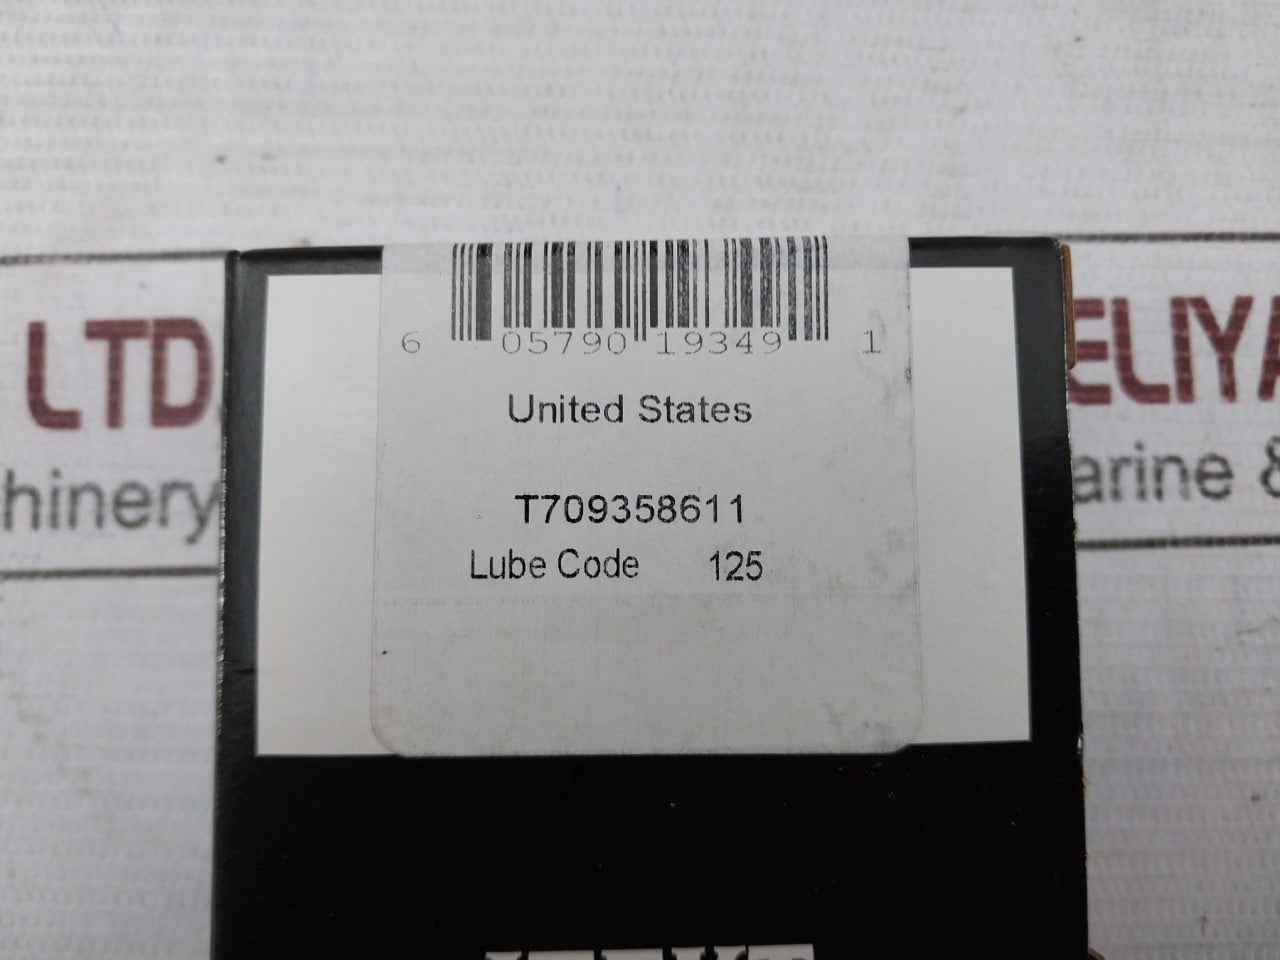 6 05790 19349 1
United States
T709358611
Lube Code 125
LTD
ELIYA
hinery
arine &